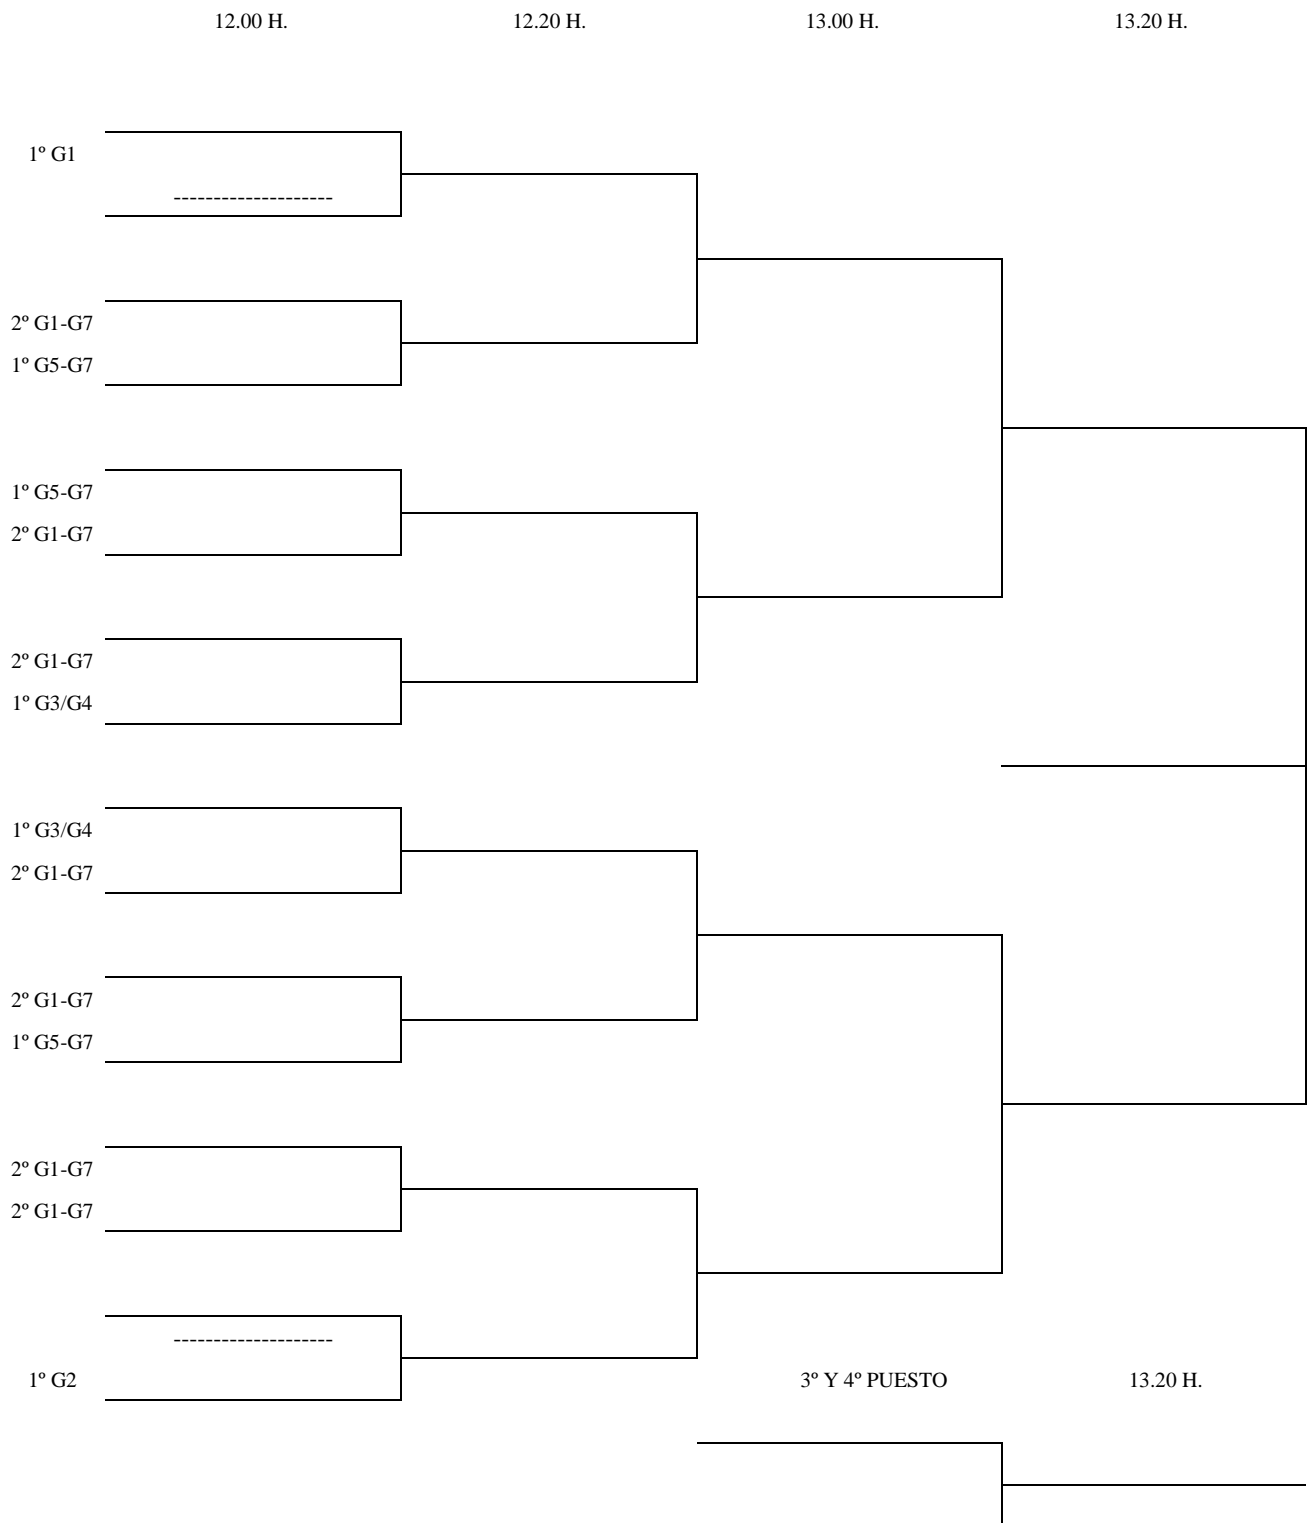 12.00 H. 12.20 H. 13.00 H. 13.20 H.
1º G1
--------------------
2º G1-G7
1º G5-G7
1º G5-G7
2º G1-G7
2º G1-G7
1º G3/G4
1º G3/G4
2º G1-G7
2º G1-G7
1º G5-G7
2º G1-G7
2º G1-G7
--------------------
1º G2 3º Y 4º PUESTO 13.20 H.